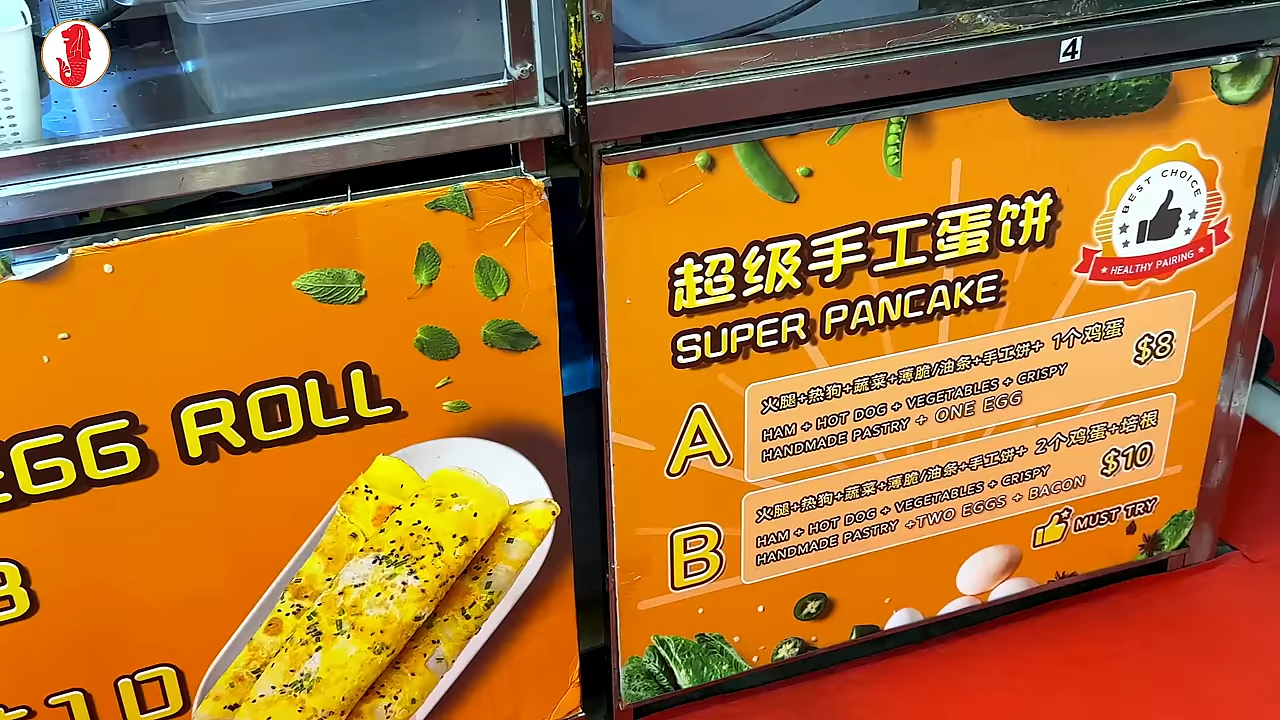 EGG ROLL
4
超级手工蛋饼
SUPER PANCAKE
BEST CHOICE
HEALTHY PAIRING
A
火腿+热狗+蔬菜+薄脆/油条+手工饼+ 1个鸡蛋
HAM + HOT DOG + VEGETABLES + CRISPY
HANDMADE PASTRY + ONE EGG
$8
B
火腿+热狗+蔬菜+薄脆/油条+手工饼+ 2个鸡蛋+培根
HAM + HOT DOG + VEGETABLES + CRISPY
HANDMADE PASTRY +TWO EGGS + BACON
$10
MUST TRY